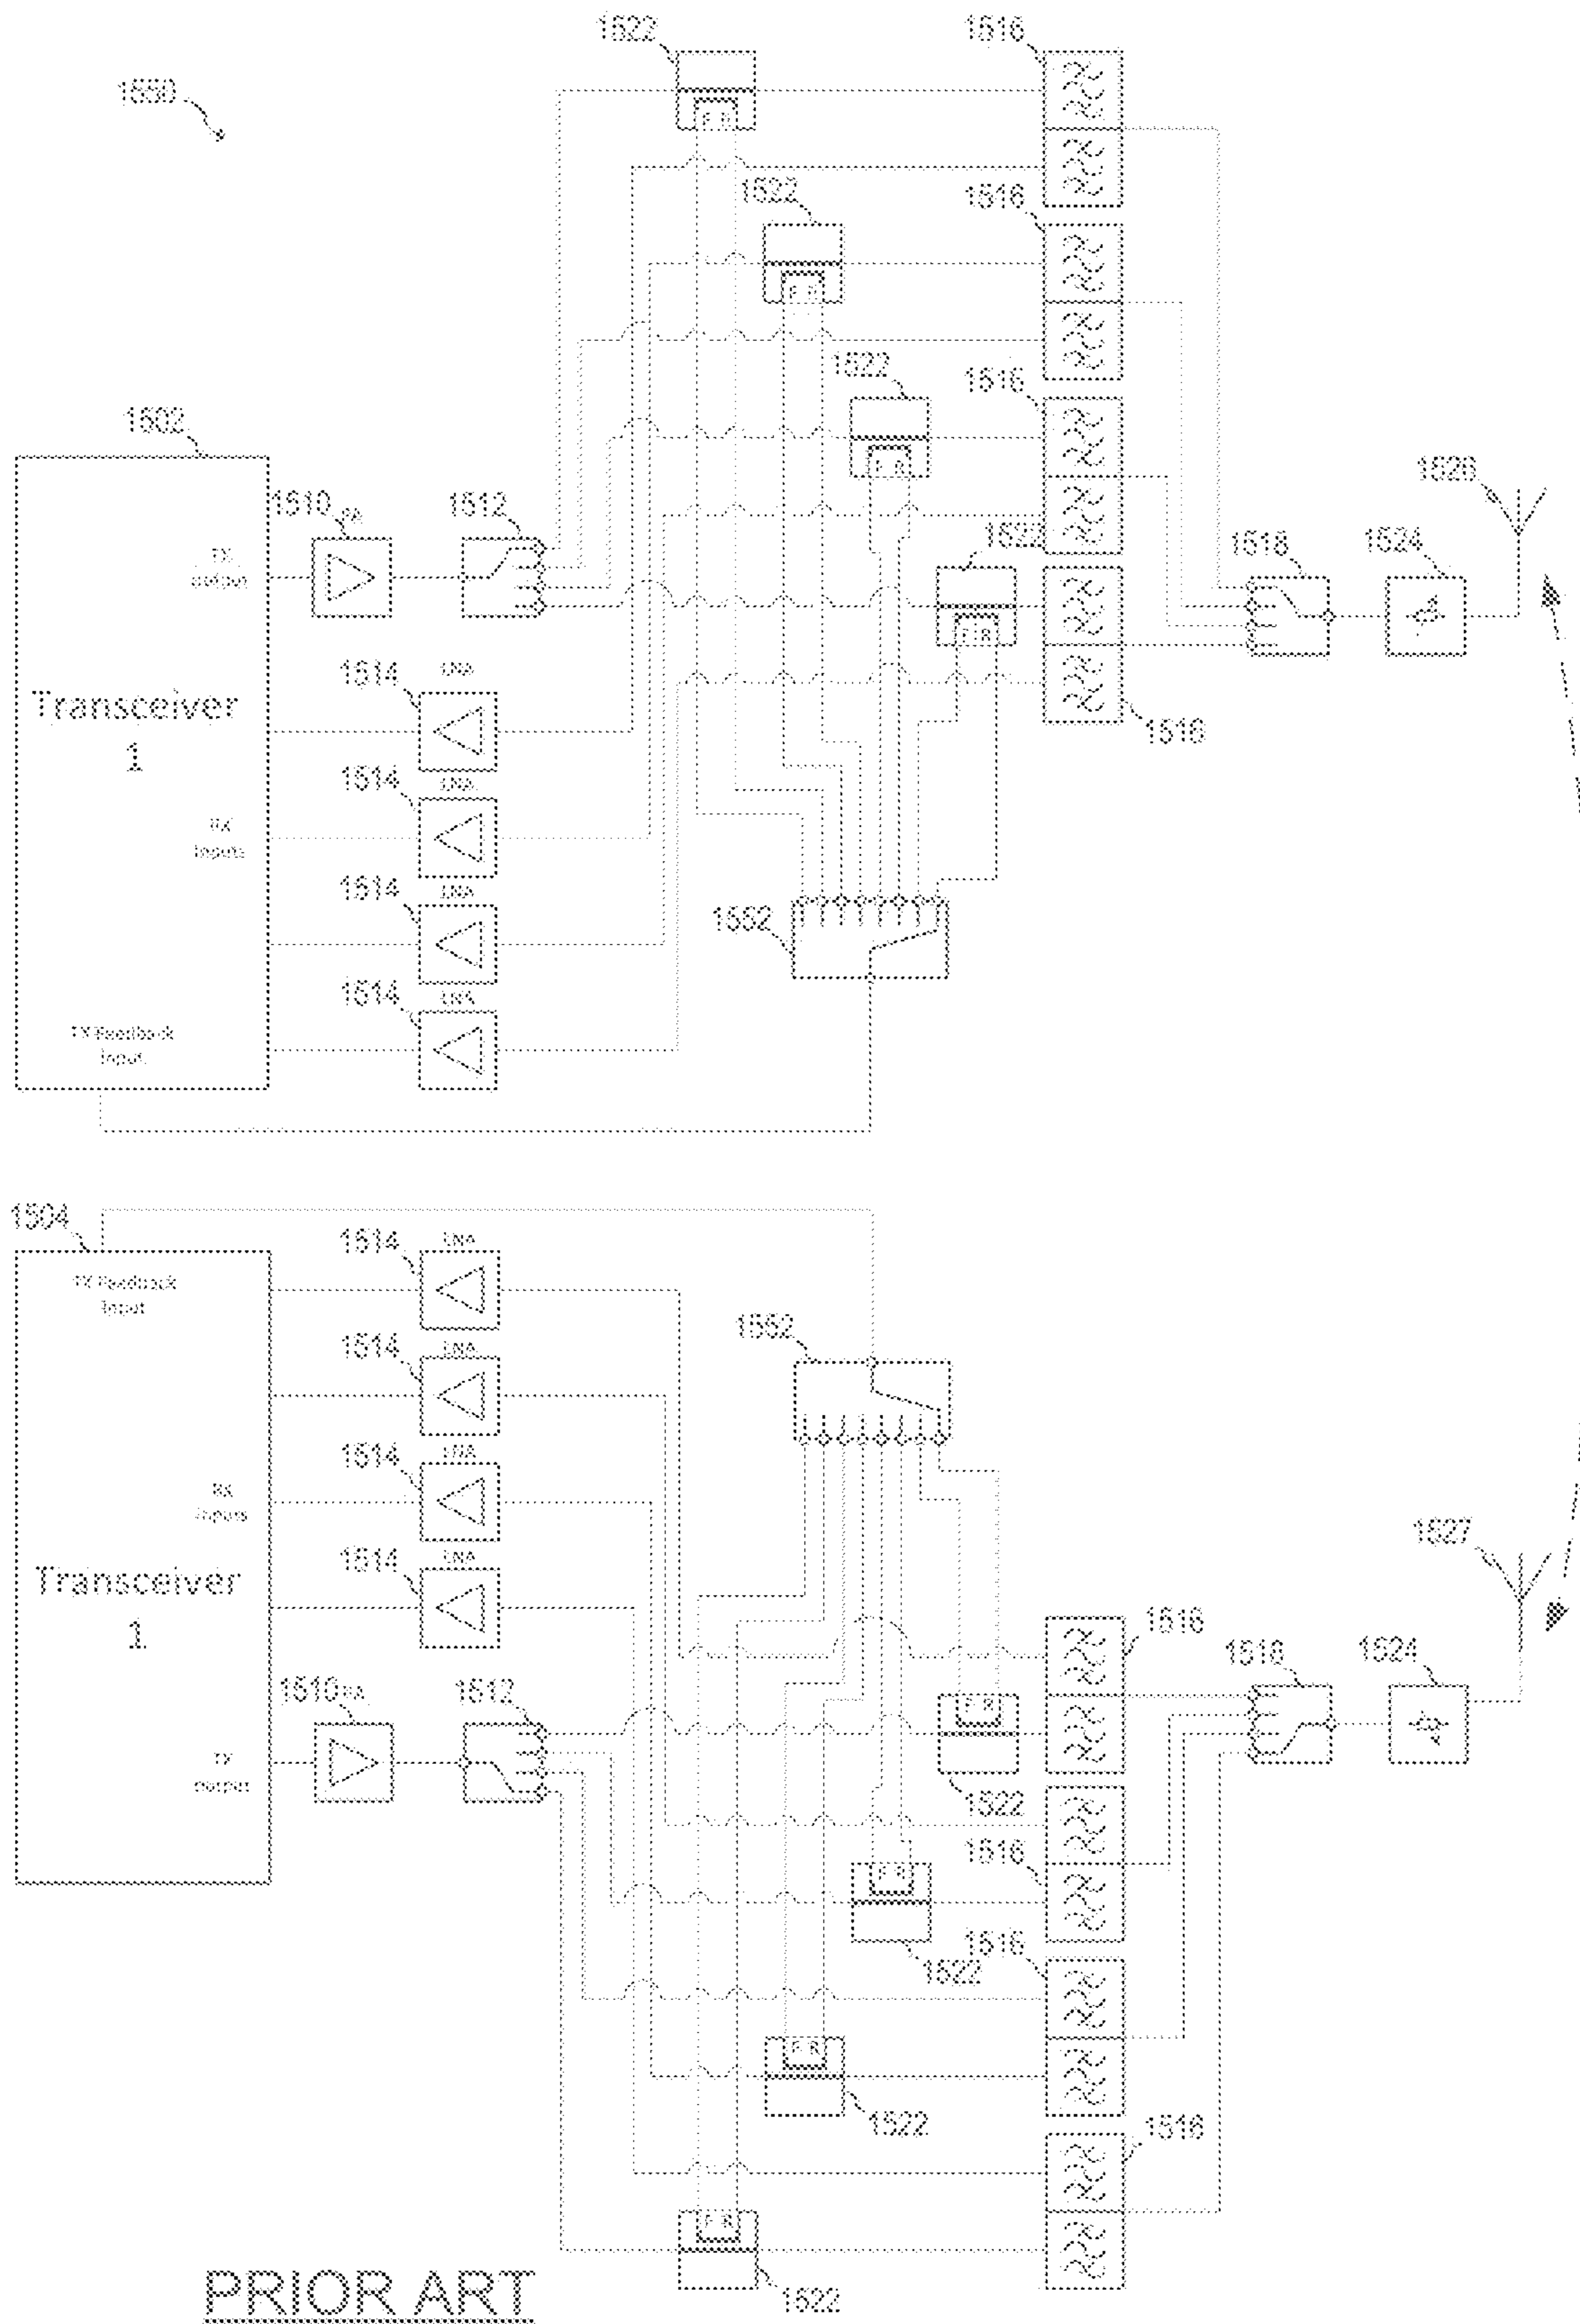 1522
1516
1550
F R
1522
1516
F R
1522
1516
1502
F R
1526
1510
PA
1512
1522
1518
1524
TX
output
F R
1514
LNA
Transceiver
1
1516
1514
LNA
RX
Inputs
1514
LNA
1552
1514
LNA
TX Feedback
Input
1504
1514
LNA
TX Feedback
Input
1514
LNA
1552
1514
LNA
RX
Inputs
1527
1514
LNA
Transceiver
1
1516
1518
1524
1510
PA
1512
F R
TX
output
1522
1516
F R
1516
1522
F R
1522
1516
F R
1522
PRIOR ART